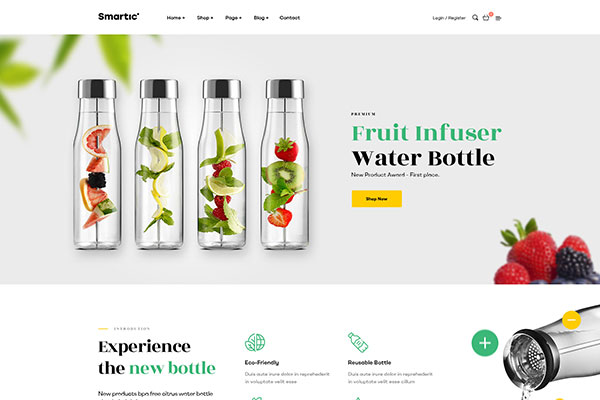 Smartic'
Home
Shop
Page
Blog
Contact
Login / Register
PREMIUM
Fruit Infuser
Water Bottle
New Product Award - First place.
Shop Now
INTRODUCTION
Experience
the new bottle
New products bpa free citrus water bottle
Eco-Friendly
Duis aute irure dolor in reprehederit
in voluptate velit esse
Reusable Bottle
Duis aute irure dolor in reprehederit
in voluptate velit esse cillum